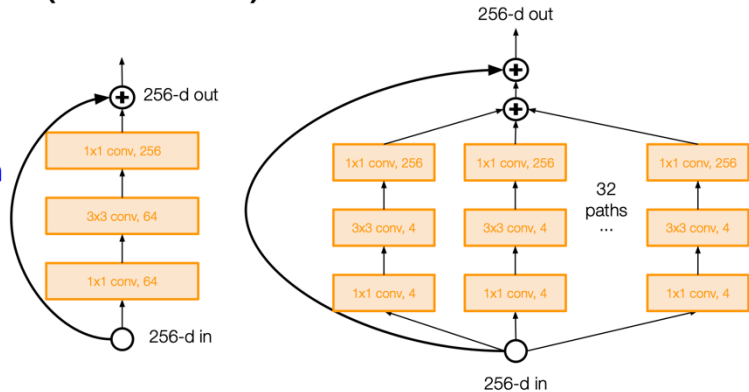 256-d out
1x1 conv, 256
3x3 conv, 64
1x1 conv, 64
256-d in
256-d out
1x1 conv, 256
1x1 conv, 256
1x1 conv, 256
32
paths
...
3x3 conv, 4
3x3 conv, 4
3x3 conv, 4
1x1 conv, 4
1x1 conv, 4
1x1 conv, 4
256-d in